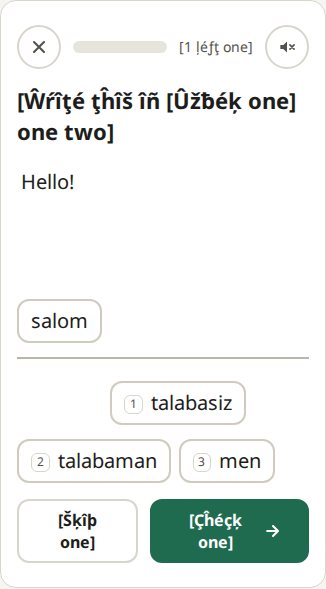 [1 ļéƒţ one]
[Ŵŕîţé ţĥîš îñ [Ûžƀéķ one]
one two]
Hello!
salom
1 talabasiz
2 talabaman
3 men
[Šķîþ
one]
[Çĥéçķ
one]